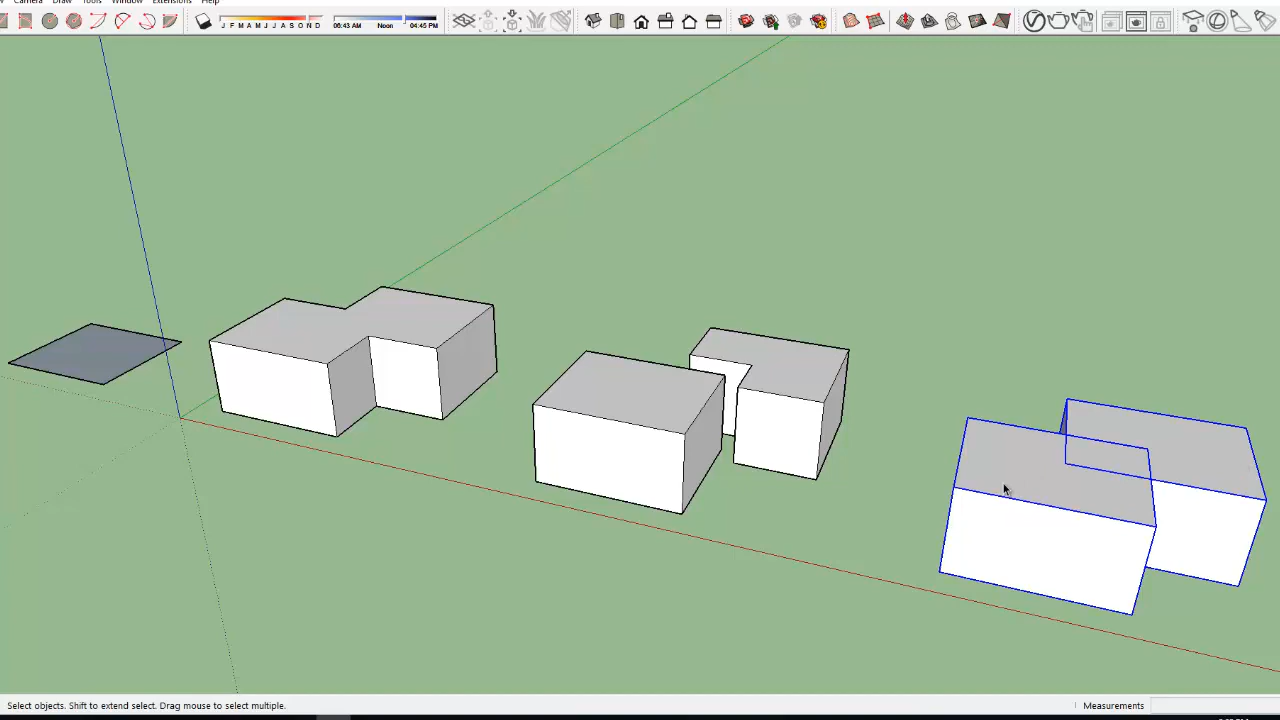 Camera Draw Tools Window Extensions Help
J F M A M J J A S O N D 06:43 AM Noon 04:45 PM
Select objects. Shift to extend select. Drag mouse to select multiple. Measurements